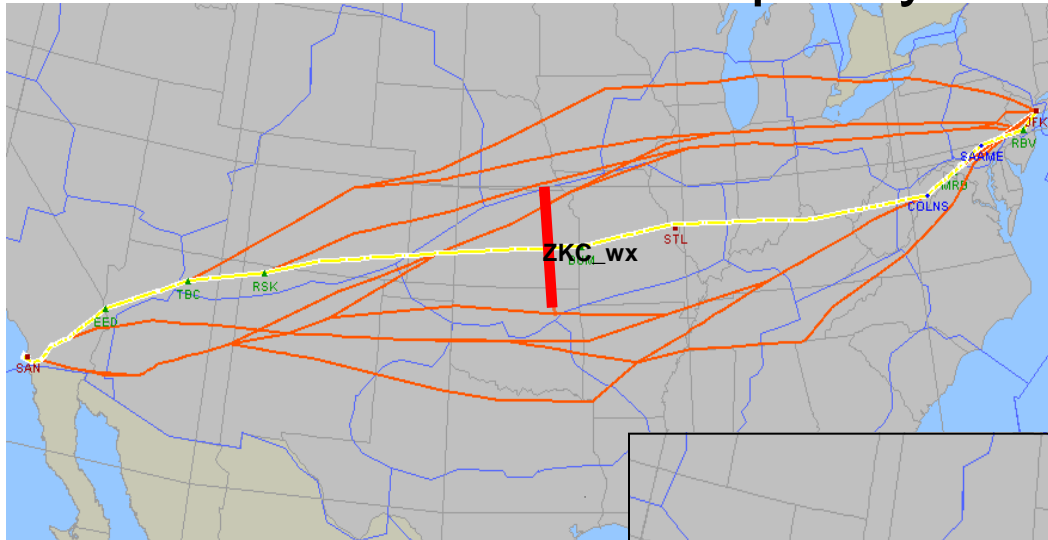 JFK
RBV
SAAME
MRB
COLNS
STL
ZKC_wx
RSK
TBC
EED
SAN